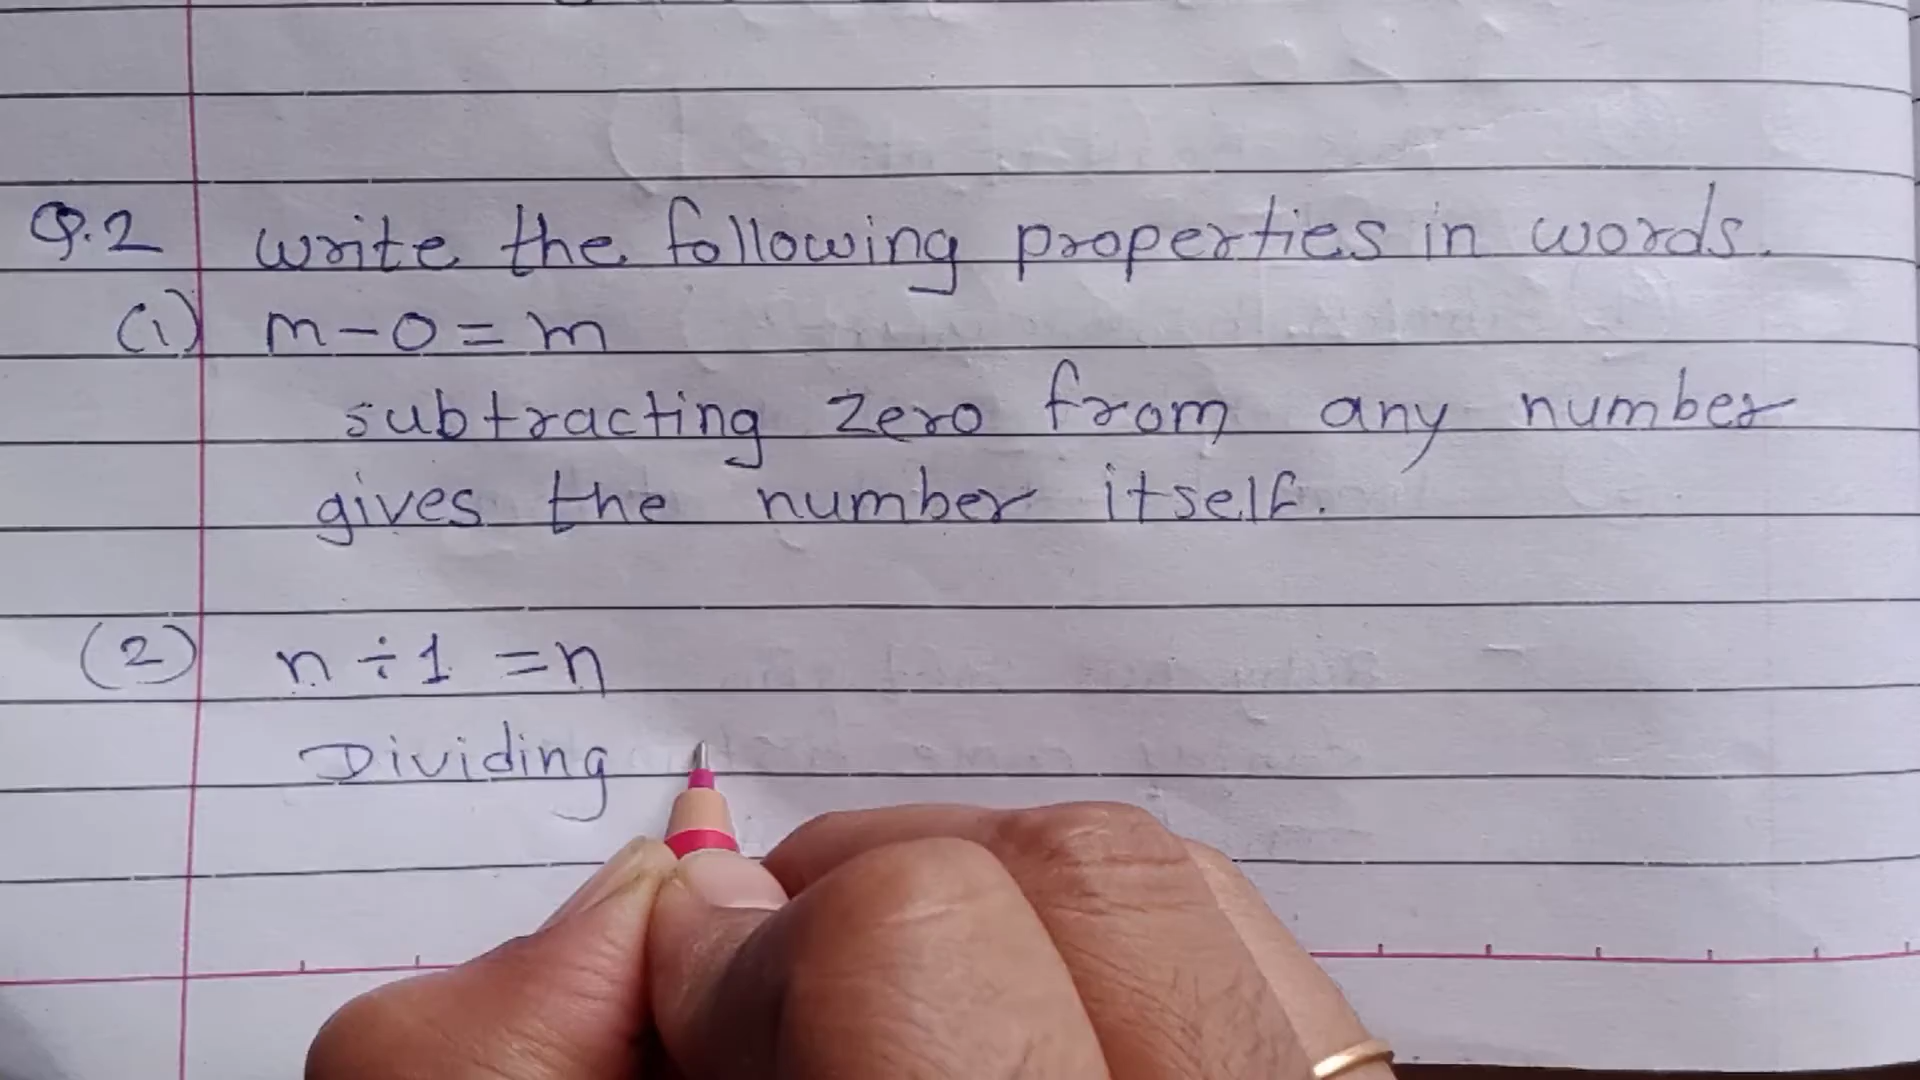 Q.2 write the following properties in words.
(1) m - 0 = m
subtracting zero from any number
gives the number itself.
(2) n ÷ 1 = n
Dividing